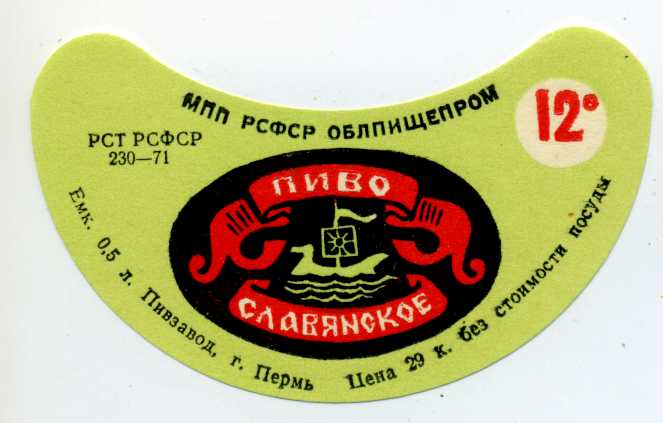 МПП РСФСР ОБЛПИЩЕПРОМ
12°
РСТ РСФСР
230—71
ПИВО
СЛАВЯНСКОЕ
Емк. 0,5 л. Пивзавод, г. Пермь Цена 29 к. без стоимости посуды